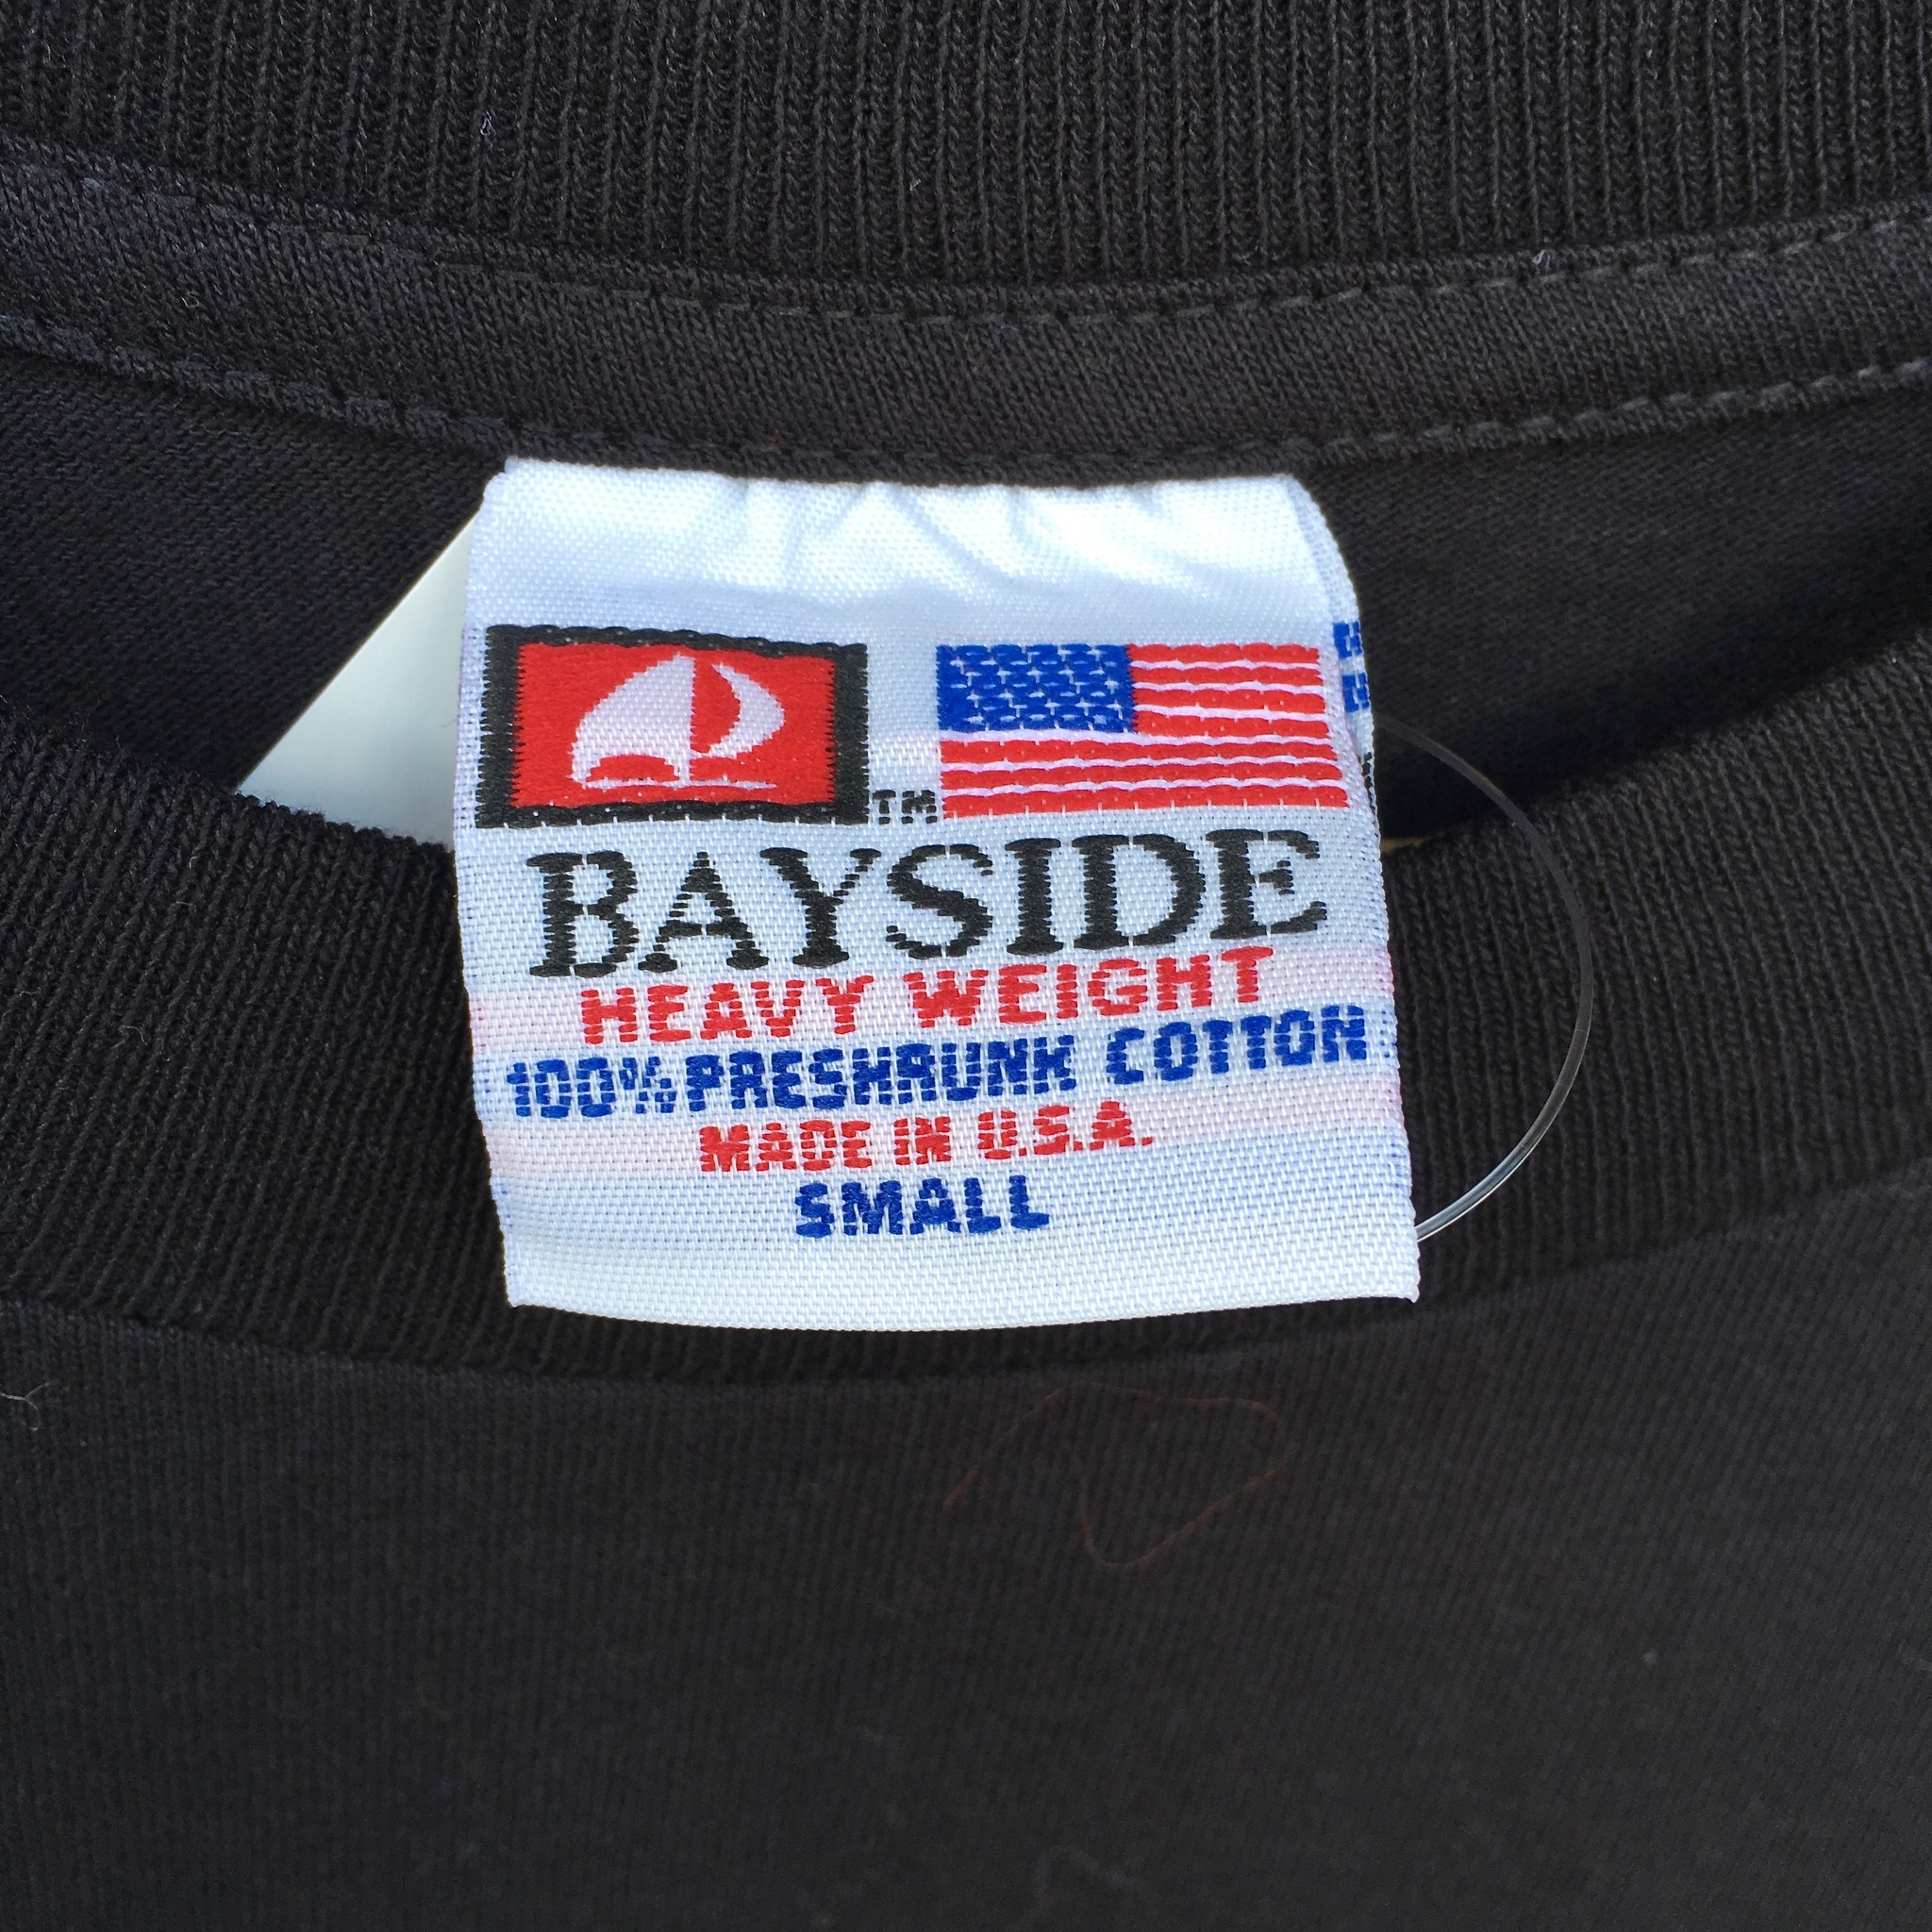 TM
BAYSIDE
HEAVY WEIGHT
100% PRESHRUNK COTTON
MADE IN U.S.A.
SMALL